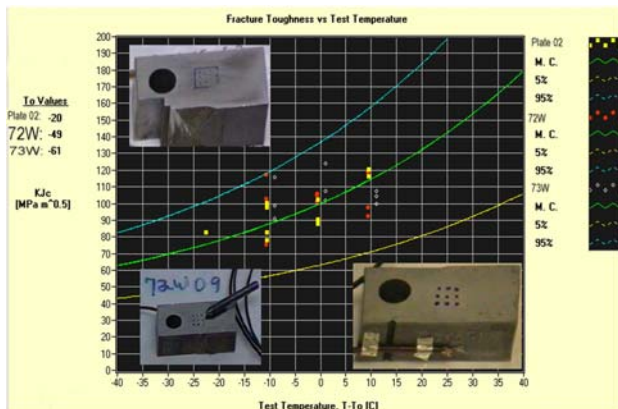 Fracture Toughness vs Test Temperature
To Values
Plate 02: -20
72W: -49
73W: -61
KJc
[MPa m^0.5]
200
190
180
170
160
150
140
130
120
110
100
90
80
70
60
50
40
30
20
10
0
-40 -35 -30 -25 -20 -15 -10 -5 0 5 10 15 20 25 30 35 40
Test Temperature, T-To [C]
72W 09
Plate 02
M. C.
5%
95%
72W
M. C.
5%
95%
73W
M. C.
5%
95%